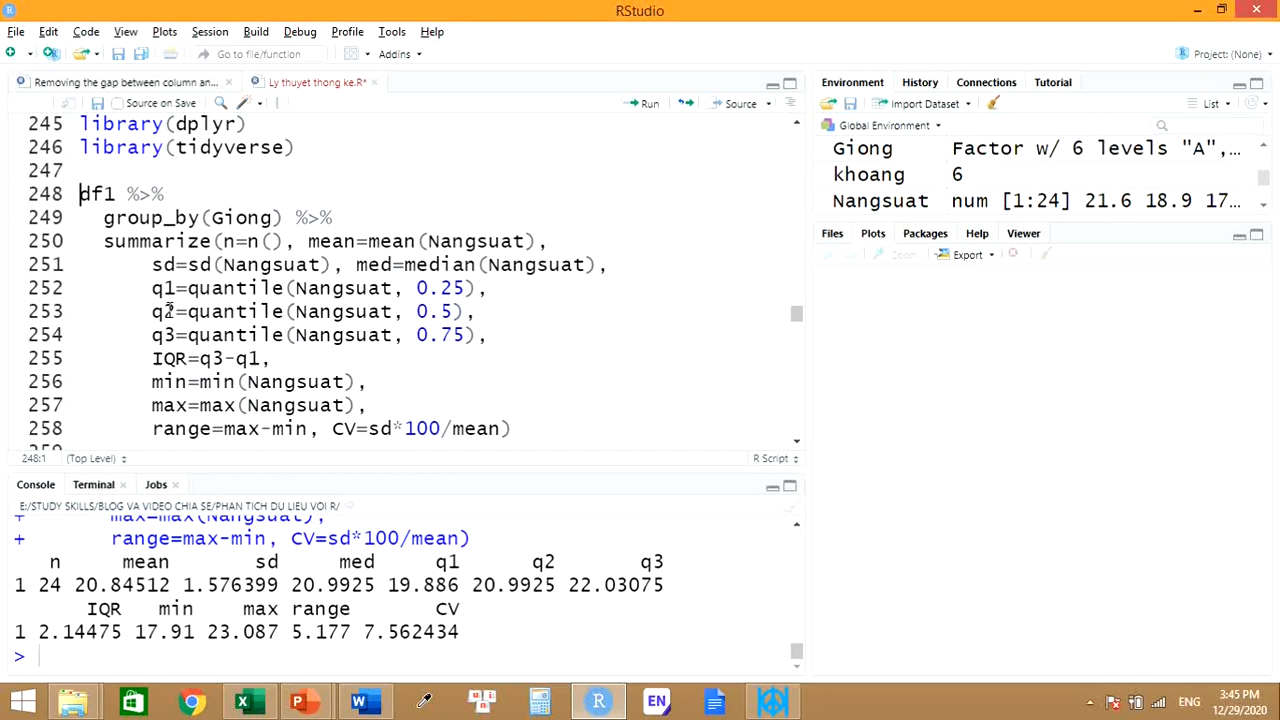 RStudio
File Edit Code View Plots Session Build Debug Profile Tools Help
Go to file/function Addins Project: (None)
Removing the gap between column an... Ly thuyet thong ke.R*
Source on Save Run Source
245 library(dplyr)
246 library(tidyverse)
247
248 df1 %>%
249 group_by(Giong) %>%
250 summarize(n=n(), mean=mean(Nangsuat),
251 sd=sd(Nangsuat), med=median(Nangsuat),
252 q1=quantile(Nangsuat, 0.25),
253 q2=quantile(Nangsuat, 0.5),
254 q3=quantile(Nangsuat, 0.75),
255 IQR=q3-q1,
256 min=min(Nangsuat),
257 max=max(Nangsuat),
258 range=max-min, CV=sd*100/mean)
248:1 (Top Level) R Script
Console Terminal Jobs
E:/STUDY SKILLS/BLOG VA VIDEO CHIA SE/PHAN TICH DU LIEU VOI R/
+ max=max(Nangsuat),
+ range=max-min, CV=sd*100/mean)
n mean sd med q1 q2 q3
1 24 20.84512 1.576399 20.9925 19.886 20.9925 22.03075
IQR min max range CV
1 2.14475 17.91 23.087 5.177 7.562434
>
Environment History Connections Tutorial
Import Dataset List
Global Environment
Giong Factor w/ 6 levels "A",...
khoang 6
Nangsuat num [1:24] 21.6 18.9 17...
Files Plots Packages Help Viewer
Zoom Export
EN ENG 3:45 PM
12/29/2020